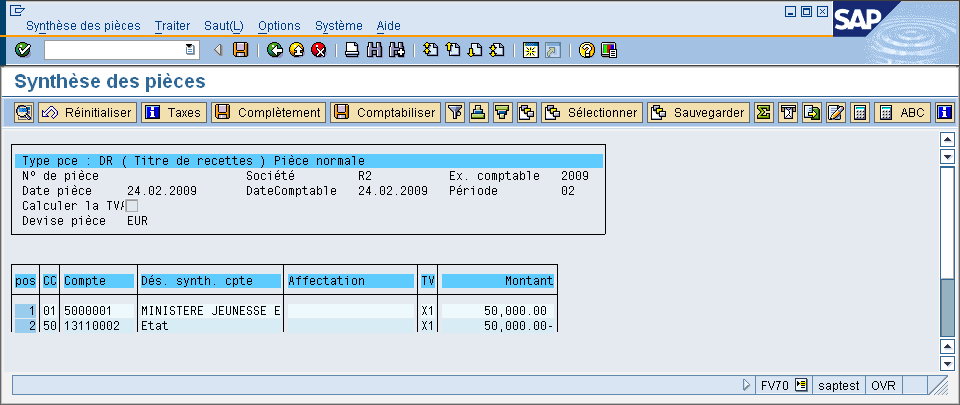 Synthèse des pièces Traiter Saut(L) Options Système Aide
SAP
Synthèse des pièces
Réinitialiser Taxes Complètement Comptabiliser Sélectionner Sauvegarder ABC
Type pce : DR ( Titre de recettes ) Pièce normale
Nº de pièce Société R2 Ex. comptable 2009
Date pièce 24.02.2009 DateComptable 24.02.2009 Période 02
Calculer la TVA
Devise pièce EUR
pos CC Compte Dés. synth. cpte Affectation TV Montant
1 01 5000001 MINISTERE JEUNESSE E X1 50,000.00
2 50 13110002 Etat X1 50,000.00-
FV70 saptest OVR